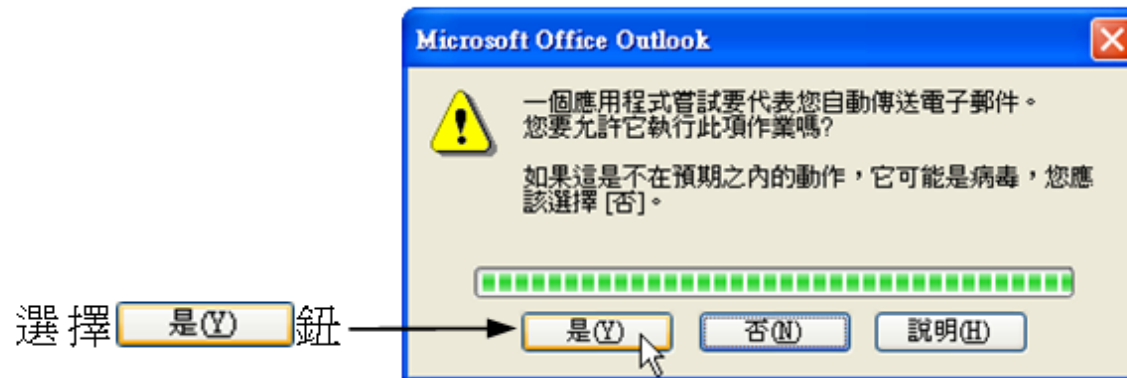 Microsoft Office Outlook
一個應用程式嘗試要代表您自動傳送電子郵件。
您要允許它執行此項作業嗎?
如果這是不在預期之內的動作，它可能是病毒，您應
該選擇 [否]。
選擇 是(Y) 鈕
是(Y) 否(N) 說明(H)